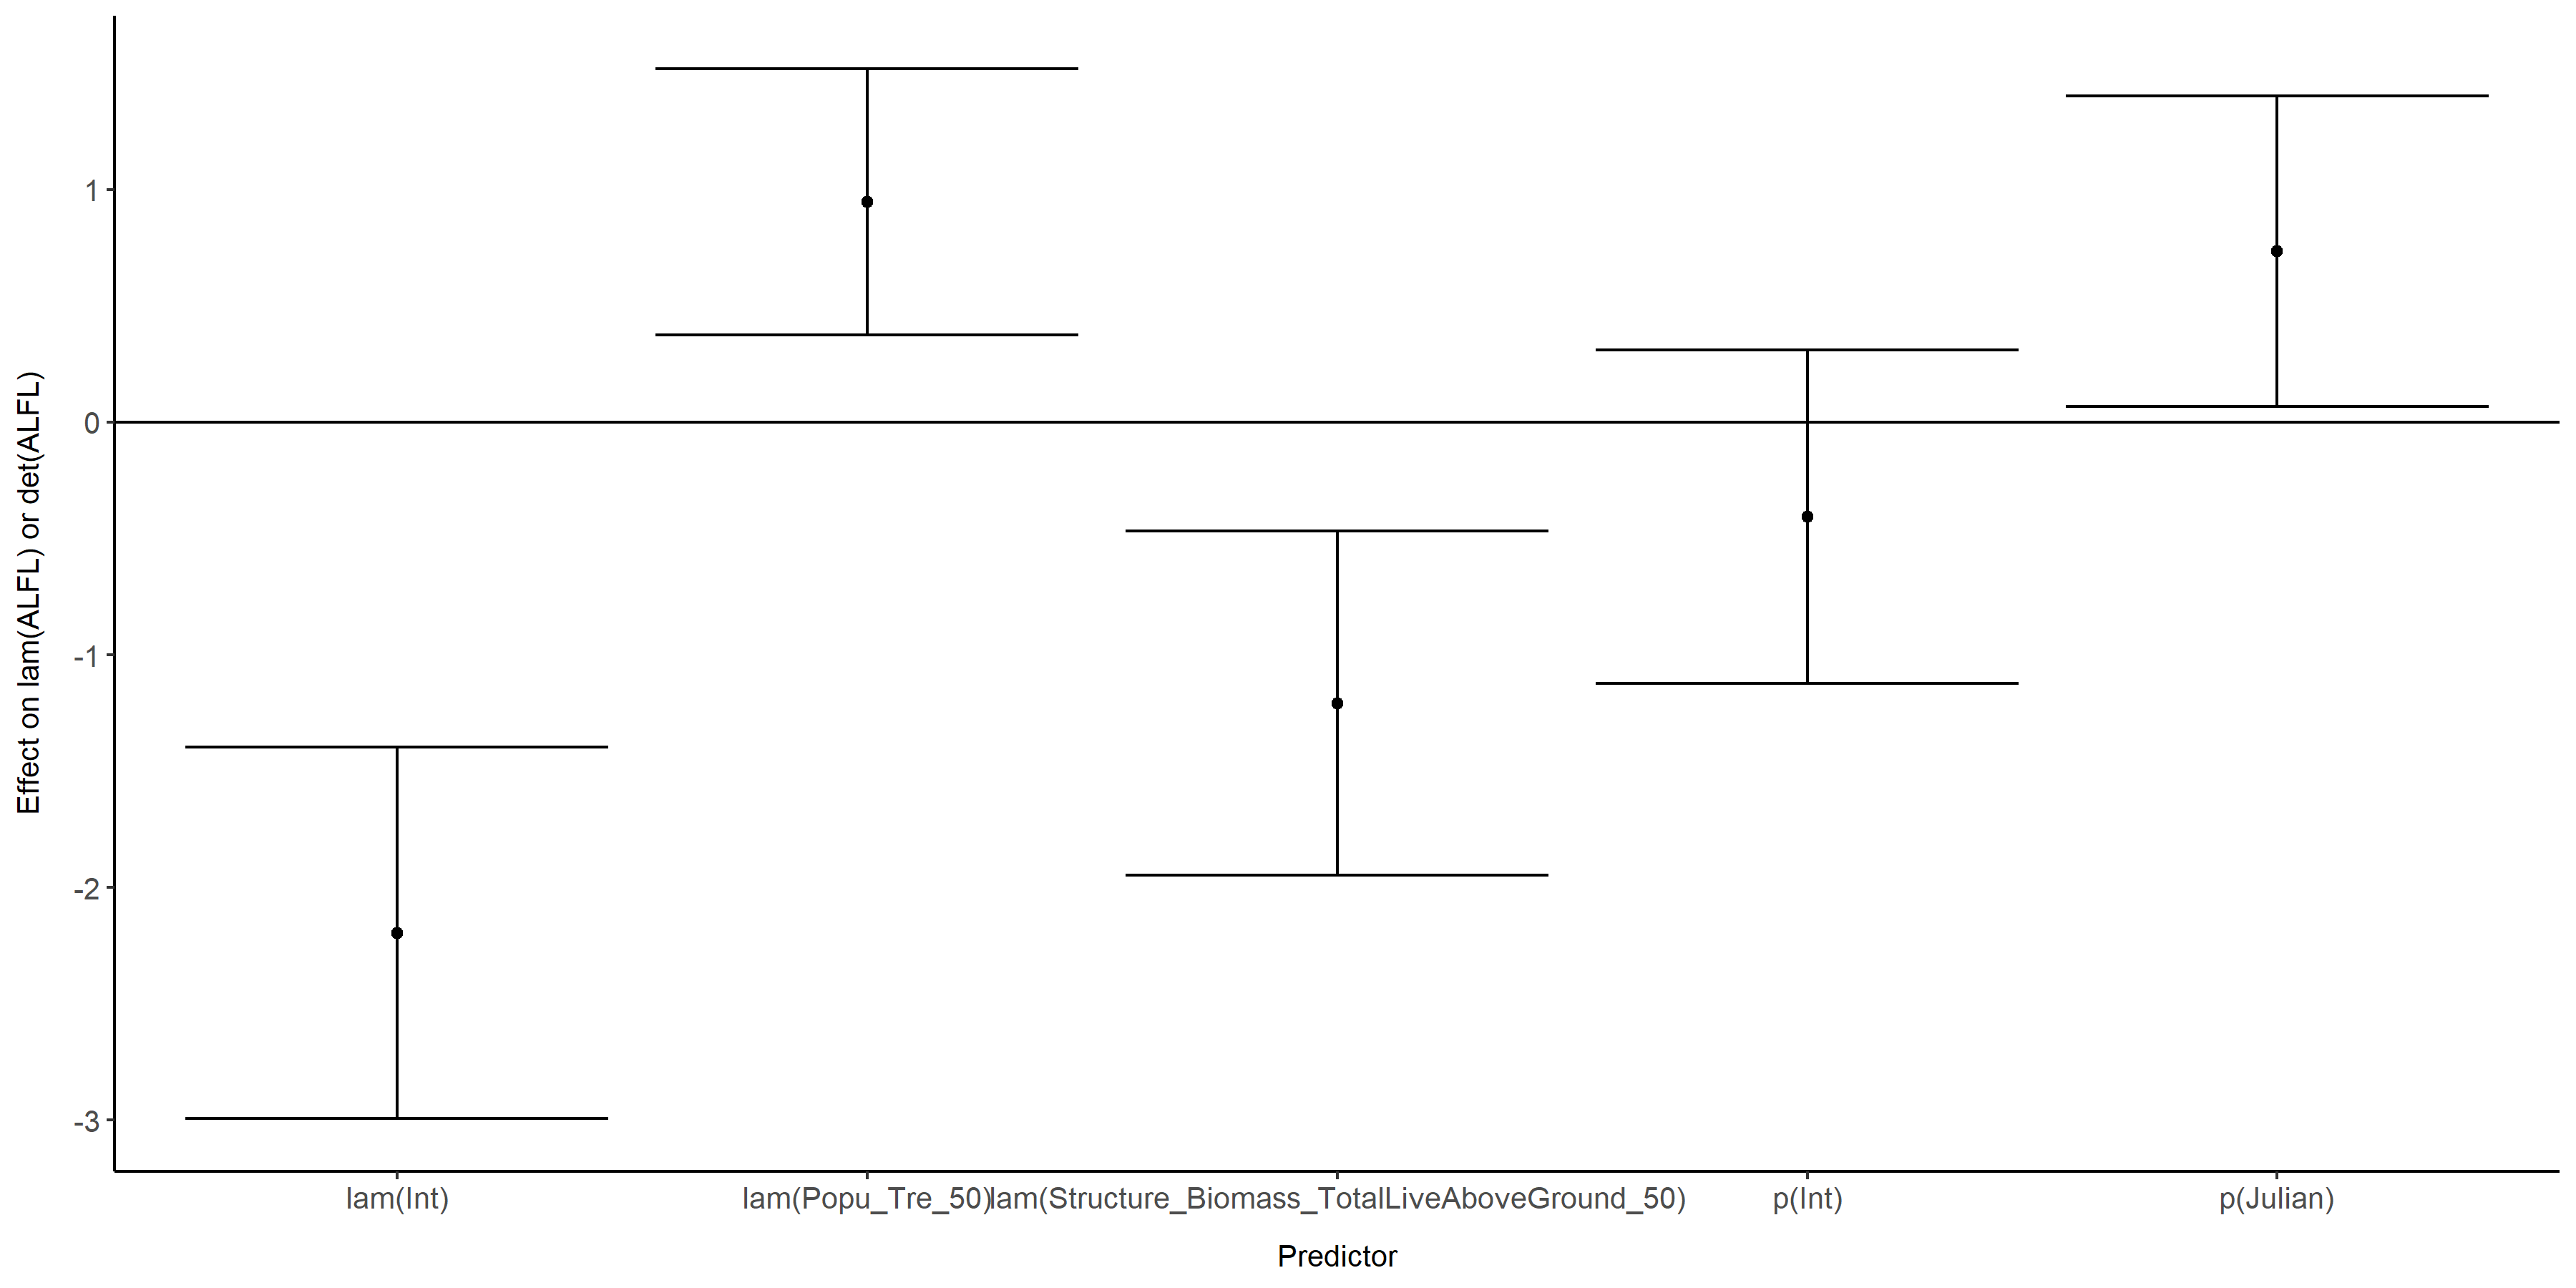 Effect on lam(ALFL) or det(ALFL)
1
0
-1
-2
-3
lam(Int) lam(Popu_Tre_50) lam(Structure_Biomass_TotalLiveAboveGround_50) p(Int) p(Julian)
Predictor